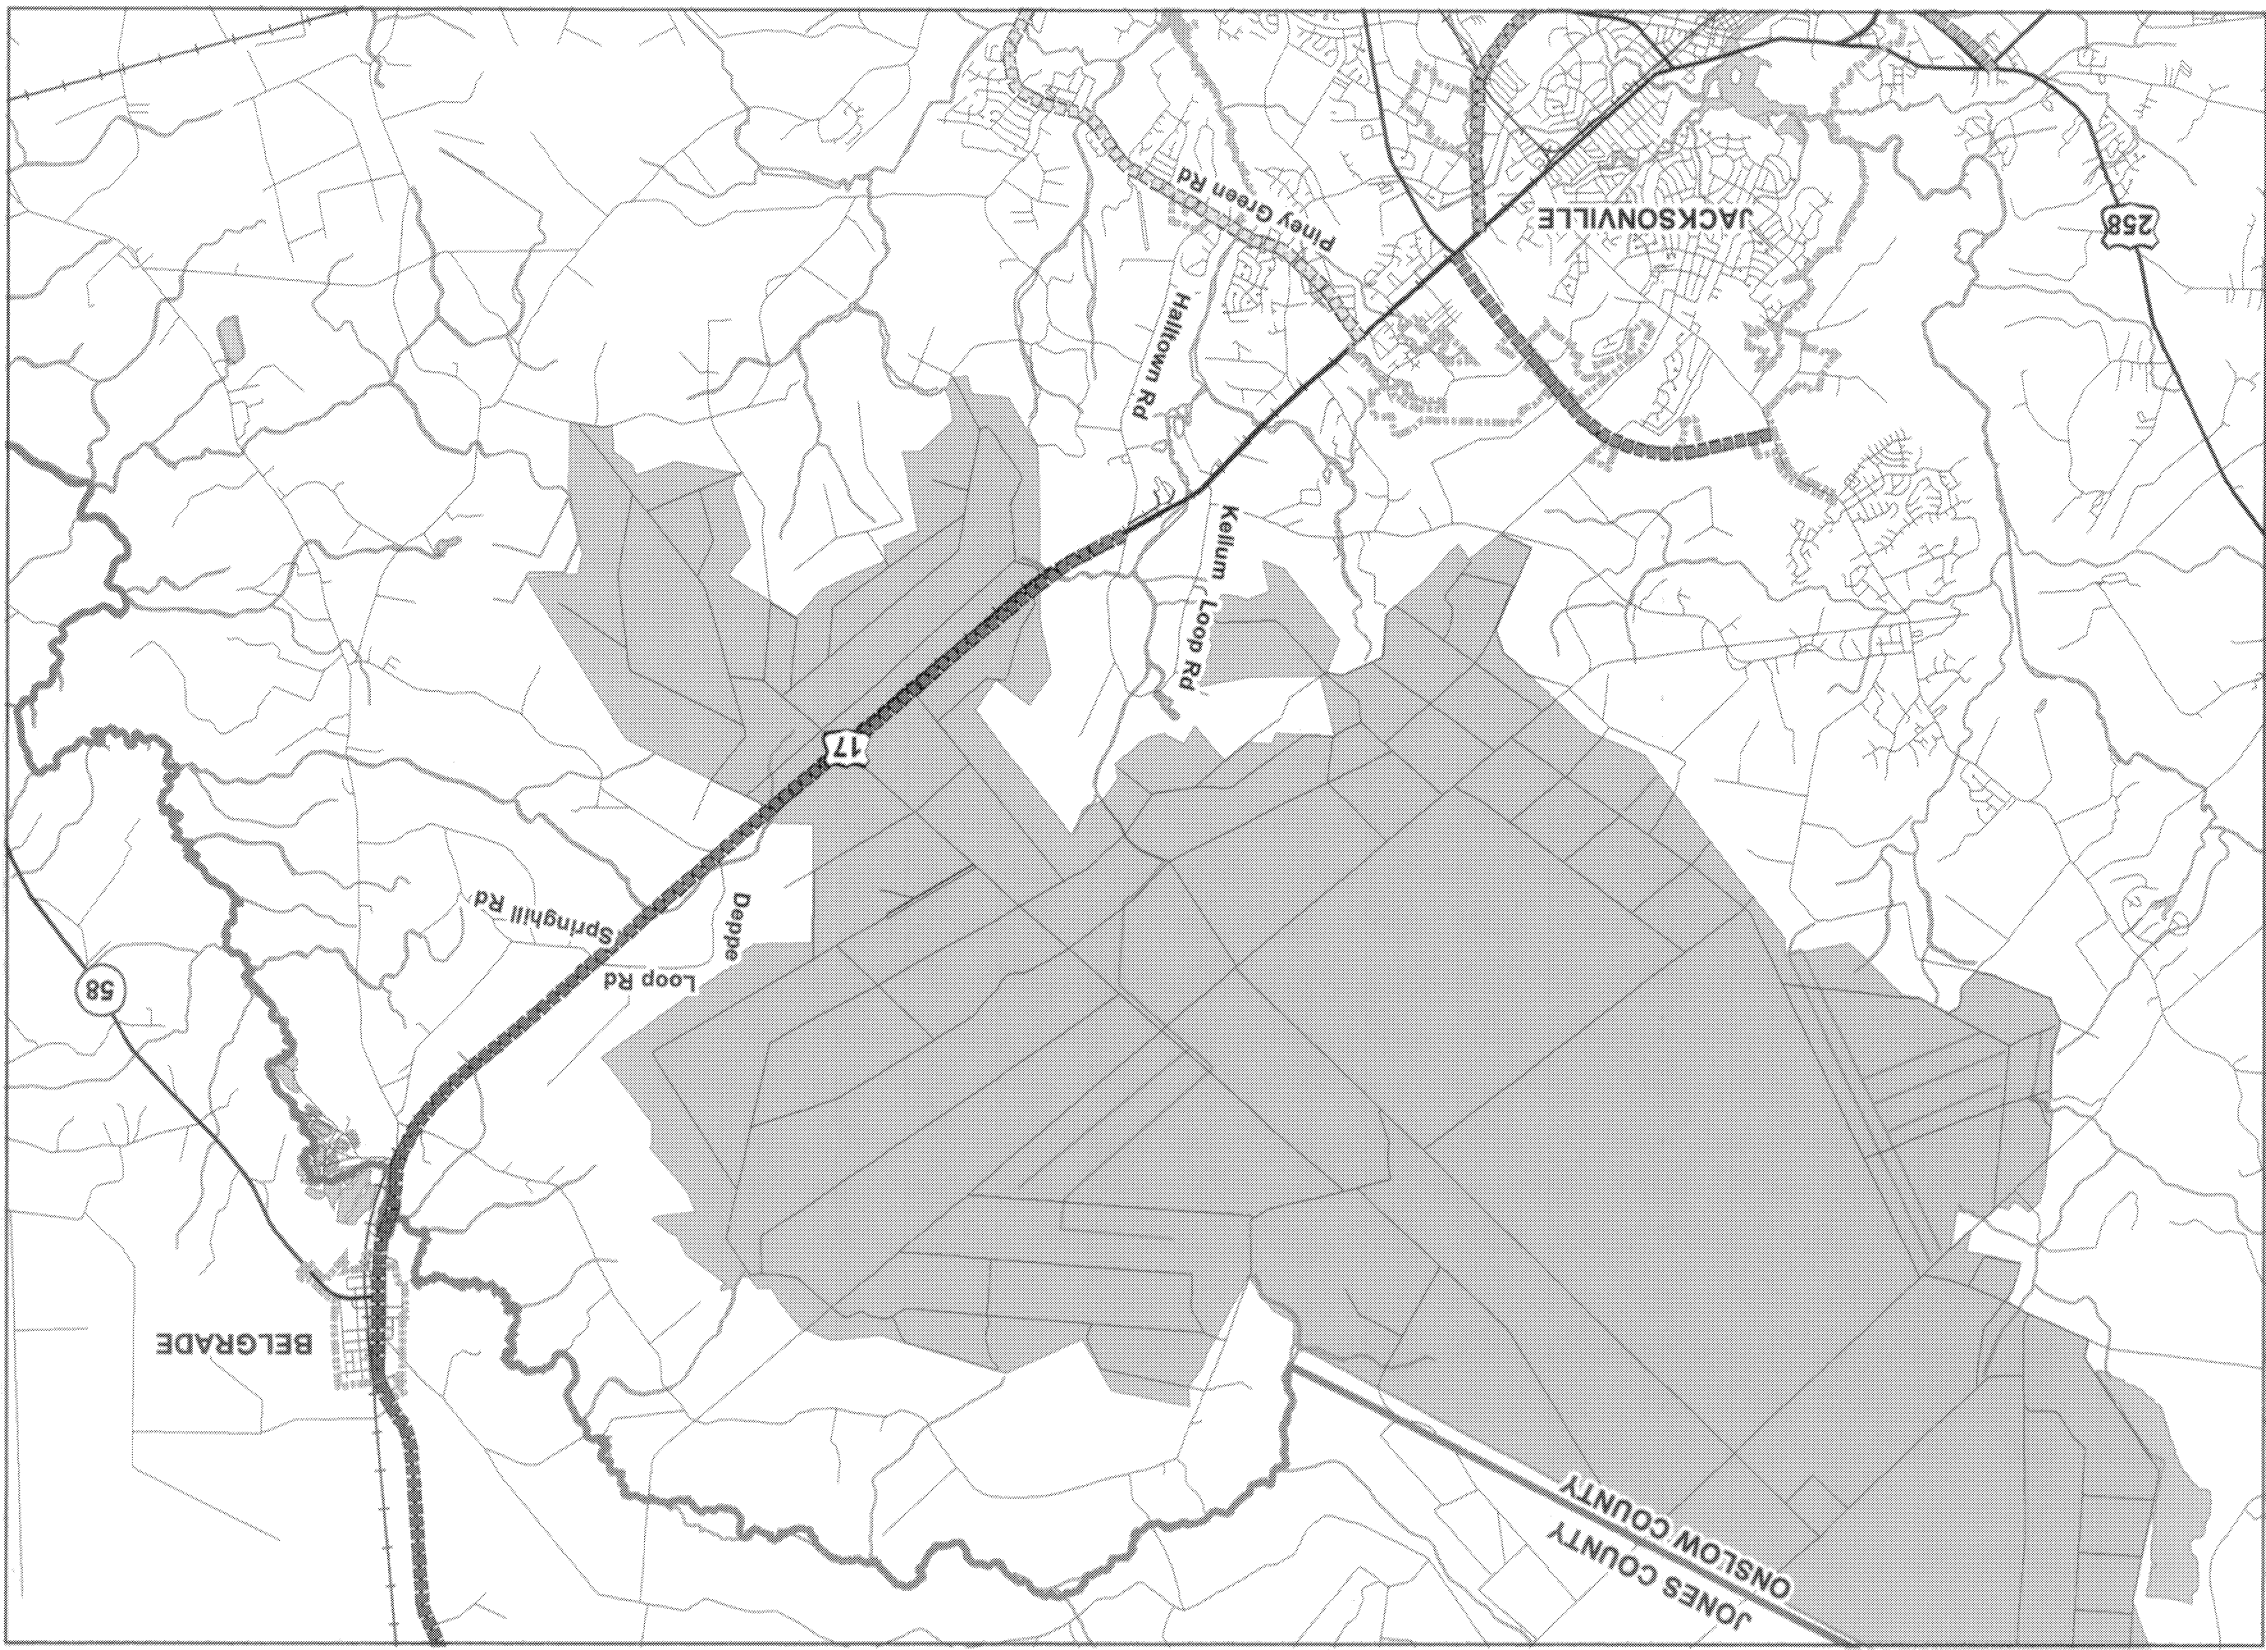 JONES COUNTY
ONSLOW COUNTY
BELGRADE
58
Loop Rd
Deppe
Springhill Rd
17
Kellum Loop Rd
Halltown Rd
258
JACKSONVILLE
Piney Green Rd